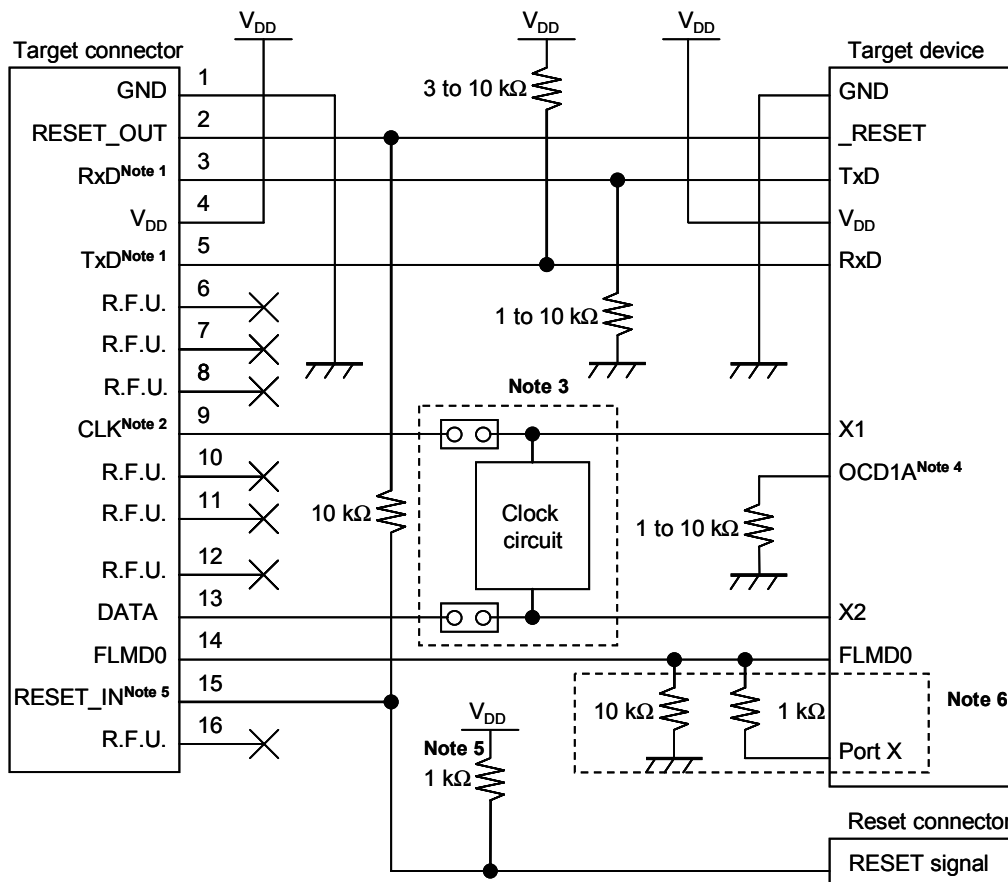 V_DD V_DD V_DD
Target connector Target device
GND 1 GND
RESET_OUT 2 _RESET
3 to 10 kΩ
RxD^Note 1 3 TxD
V_DD 4 V_DD
TxD^Note 1 5 RxD
R.F.U. 6
R.F.U. 7
1 to 10 kΩ
R.F.U. 8
Note 3
CLK^Note 2 9 X1
R.F.U. 10 OCD1A^Note 4
R.F.U. 11
10 kΩ
Clock
circuit
1 to 10 kΩ
R.F.U. 12
DATA 13 X2
FLMD0 14 FLMD0
RESET_IN^Note 5 15
Note 6
10 kΩ 1 kΩ
R.F.U. 16
V_DD
Note 5
1 kΩ
Port X
Reset connector
RESET signal